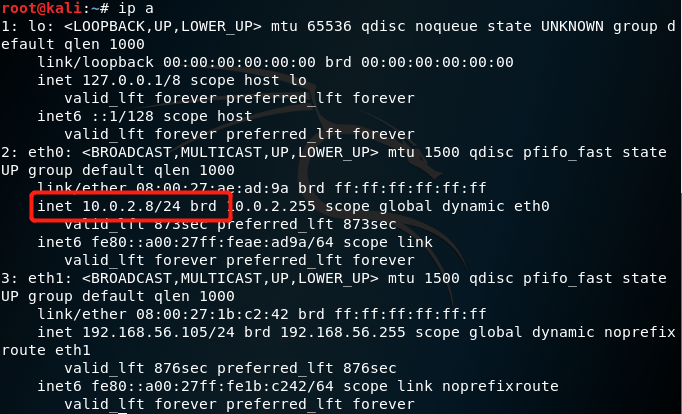 root@kali:~# ip a
1: lo: <LOOPBACK,UP,LOWER_UP> mtu 65536 qdisc noqueue state UNKNOWN group d
efault qlen 1000
    link/loopback 00:00:00:00:00:00 brd 00:00:00:00:00:00
    inet 127.0.0.1/8 scope host lo
       valid_lft forever preferred_lft forever
    inet6 ::1/128 scope host
       valid_lft forever preferred_lft forever
2: eth0: <BROADCAST,MULTICAST,UP,LOWER_UP> mtu 1500 qdisc pfifo_fast state
UP group default qlen 1000
    link/ether 08:00:27:ae:ad:9a brd ff:ff:ff:ff:ff:ff
    inet 10.0.2.8/24 brd 10.0.2.255 scope global dynamic eth0
       valid_lft 873sec preferred_lft 873sec
    inet6 fe80::a00:27ff:feae:ad9a/64 scope link
       valid_lft forever preferred_lft forever
3: eth1: <BROADCAST,MULTICAST,UP,LOWER_UP> mtu 1500 qdisc pfifo_fast state
UP group default qlen 1000
    link/ether 08:00:27:1b:c2:42 brd ff:ff:ff:ff:ff:ff
    inet 192.168.56.105/24 brd 192.168.56.255 scope global dynamic noprefix
route eth1
       valid_lft 876sec preferred_lft 876sec
    inet6 fe80::a00:27ff:fe1b:c242/64 scope link noprefixroute
       valid_lft forever preferred_lft forever